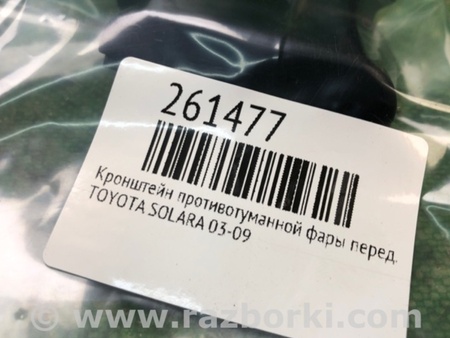 261477
Кронштейн противотуманной фары перед.
TOYOTA SOLARA 03-09
© www.razborki.com